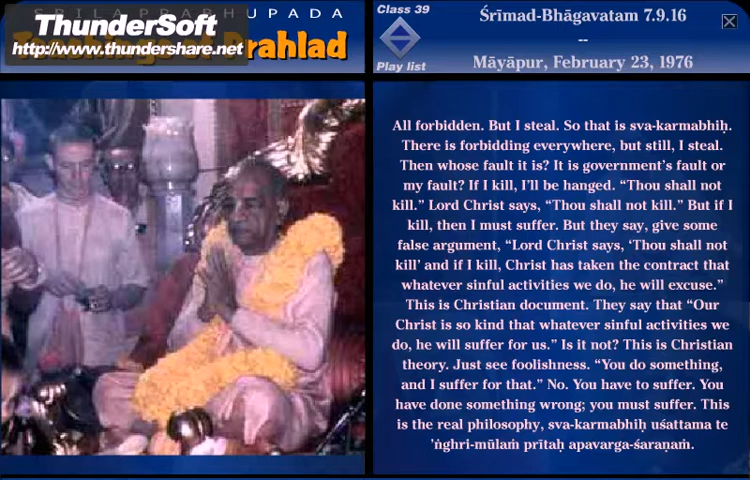 SRILA PRABHUPADA
ThunderSoft
http://www.thundershare.net
Teachings of Prahlad
Class 39
Play list
Śrīmad-Bhāgavatam 7.9.16
--
Māyāpur, February 23, 1976
All forbidden. But I steal. So that is sva-karmabhiḥ.
There is forbidding everywhere, but still, I steal.
Then whose fault it is? It is government's fault or
my fault? If I kill, I'll be hanged. “Thou shall not
kill.” Lord Christ says, “Thou shall not kill.” But if I
kill, then I must suffer. But they say, give some
false argument, “Lord Christ says, ‘Thou shall not
kill’ and if I kill, Christ has taken the contract that
whatever sinful activities we do, he will excuse.”
This is Christian document. They say that “Our
Christ is so kind that whatever sinful activities we
do, he will suffer for us.” Is it not? This is Christian
theory. Just see foolishness. “You do something,
and I suffer for that.” No. You have to suffer. You
have done something wrong; you must suffer. This
is the real philosophy, sva-karmabhiḥ uśattama te
'ṅghri-mūlaṁ prītaḥ apavarga-śaraṇaṁ.